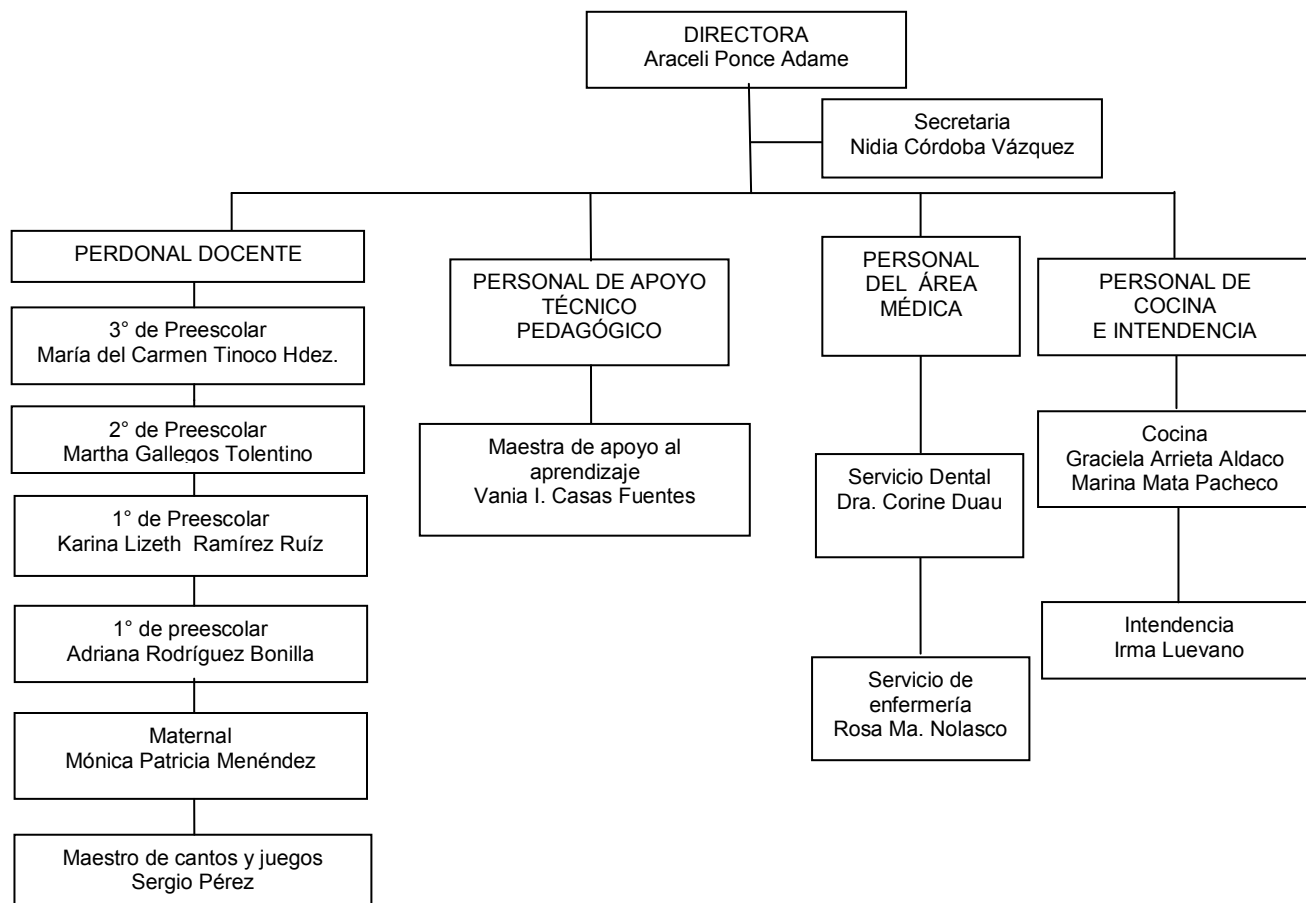 DIRECTORA
Araceli Ponce Adame
Secretaria
Nidia Córdoba Vázquez
PERDONAL DOCENTE
3° de Preescolar
María del Carmen Tinoco Hdez.
2° de Preescolar
Martha Gallegos Tolentino
1° de Preescolar
Karina Lizeth Ramírez Ruíz
1° de preescolar
Adriana Rodríguez Bonilla
Maternal
Mónica Patricia Menéndez
Maestro de cantos y juegos
Sergio Pérez
PERSONAL DE APOYO
TÉCNICO
PEDAGÓGICO
Maestra de apoyo al
aprendizaje
Vania I. Casas Fuentes
PERSONAL
DEL ÁREA
MÉDICA
Servicio Dental
Dra. Corine Duau
Servicio de
enfermería
Rosa Ma. Nolasco
PERSONAL DE
COCINA
E INTENDENCIA
Cocina
Graciela Arrieta Aldaco
Marina Mata Pacheco
Intendencia
Irma Luevano